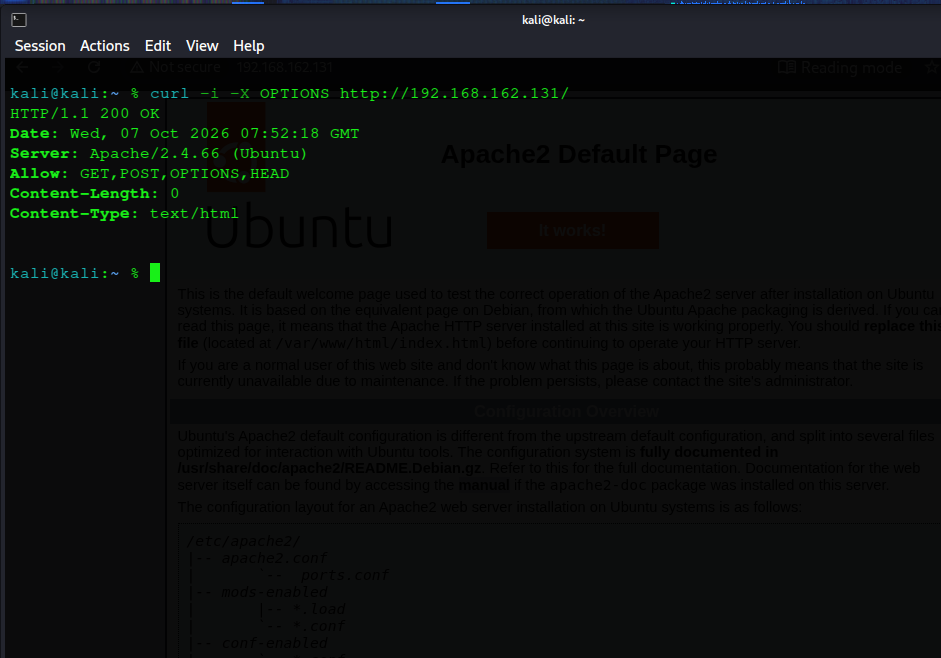 kali@kali: ~
Session Actions Edit View Help
Not secure 192.168.162.131 Reading mode
kali@kali:~ % curl -i -X OPTIONS http://192.168.162.131/
HTTP/1.1 200 OK
Date: Wed, 07 Oct 2026 07:52:18 GMT
Server: Apache/2.4.66 (Ubuntu)
Allow: GET,POST,OPTIONS,HEAD
Content-Length: 0
Content-Type: text/html
kali@kali:~ %
Apache2 Default Page
Ubuntu
It works!
This is the default welcome page used to test the correct operation of the Apache2 server after installation on Ubuntu
systems. It is based on the equivalent page on Debian, from which the Ubuntu Apache packaging is derived. If you can
read this page, it means that the Apache HTTP server installed at this site is working properly. You should replace this
file (located at /var/www/html/index.html) before continuing to operate your HTTP server.
If you are a normal user of this web site and don't know what this page is about, this probably means that the site is
currently unavailable due to maintenance. If the problem persists, please contact the site's administrator.
Configuration Overview
Ubuntu's Apache2 default configuration is different from the upstream default configuration, and split into several files
optimized for interaction with Ubuntu tools. The configuration system is fully documented in
/usr/share/doc/apache2/README.Debian.gz. Refer to this for the full documentation. Documentation for the web
server itself can be found by accessing the manual if the apache2-doc package was installed on this server.
The configuration layout for an Apache2 web server installation on Ubuntu systems is as follows:
/etc/apache2/
|-- apache2.conf
|       `--  ports.conf
|-- mods-enabled
|       |-- *.load
|       `-- *.conf
|-- conf-enabled